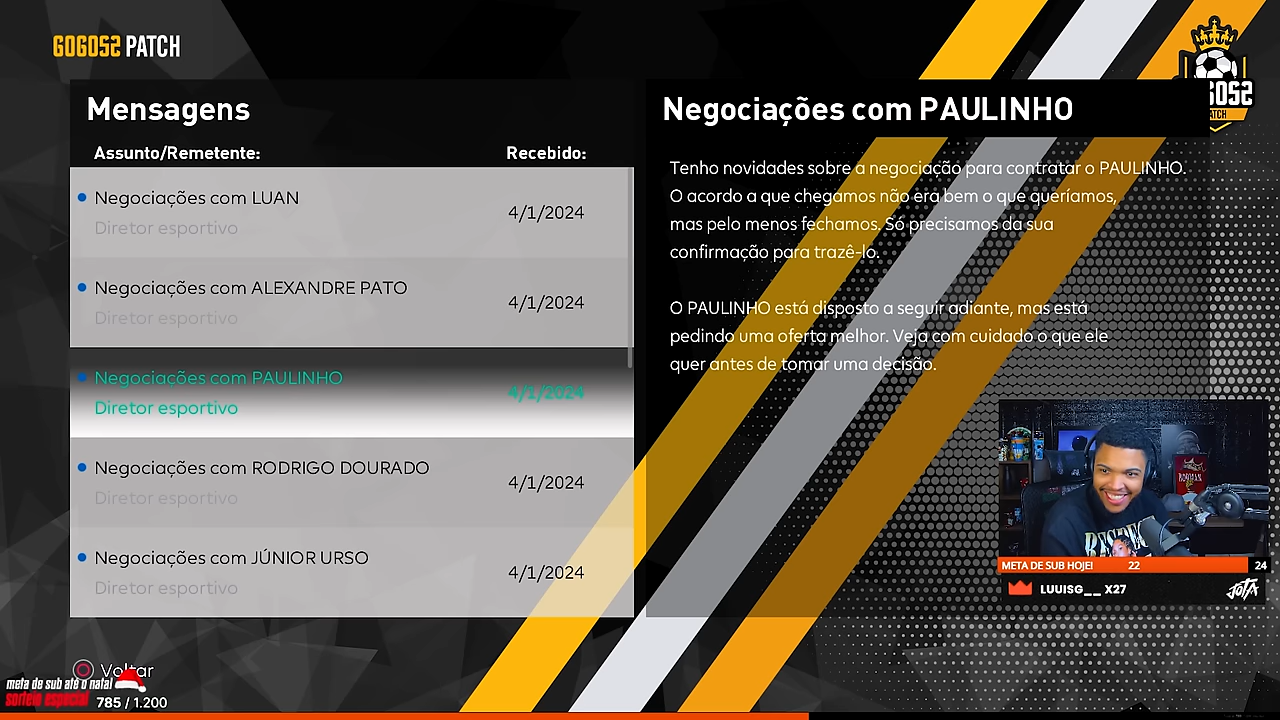 GOGOS2 PATCH
Mensagens
Assunto/Remetente:
Recebido:
Negociações com LUAN
Diretor esportivo
4/1/2024
Negociações com ALEXANDRE PATO
Diretor esportivo
4/1/2024
Negociações com PAULINHO
Diretor esportivo
4/1/2024
Negociações com RODRIGO DOURADO
Diretor esportivo
4/1/2024
Negociações com JÚNIOR URSO
Diretor esportivo
4/1/2024
Negociações com PAULINHO
Tenho novidades sobre a negociação para contratar o PAULINHO.
O acordo a que chegamos não era bem o que queríamos,
mas pelo menos fechamos. Só precisamos da sua
confirmação para trazê-lo.
O PAULINHO está disposto a seguir adiante, mas está
pedindo uma oferta melhor. Veja com cuidado o que ele
quer antes de tomar uma decisão.
META DE SUB HOJE! 22 24
LUUISG__ X27
JOTA
Voltar
meta de sub até o natal
sorteio especial
785 / 1.200